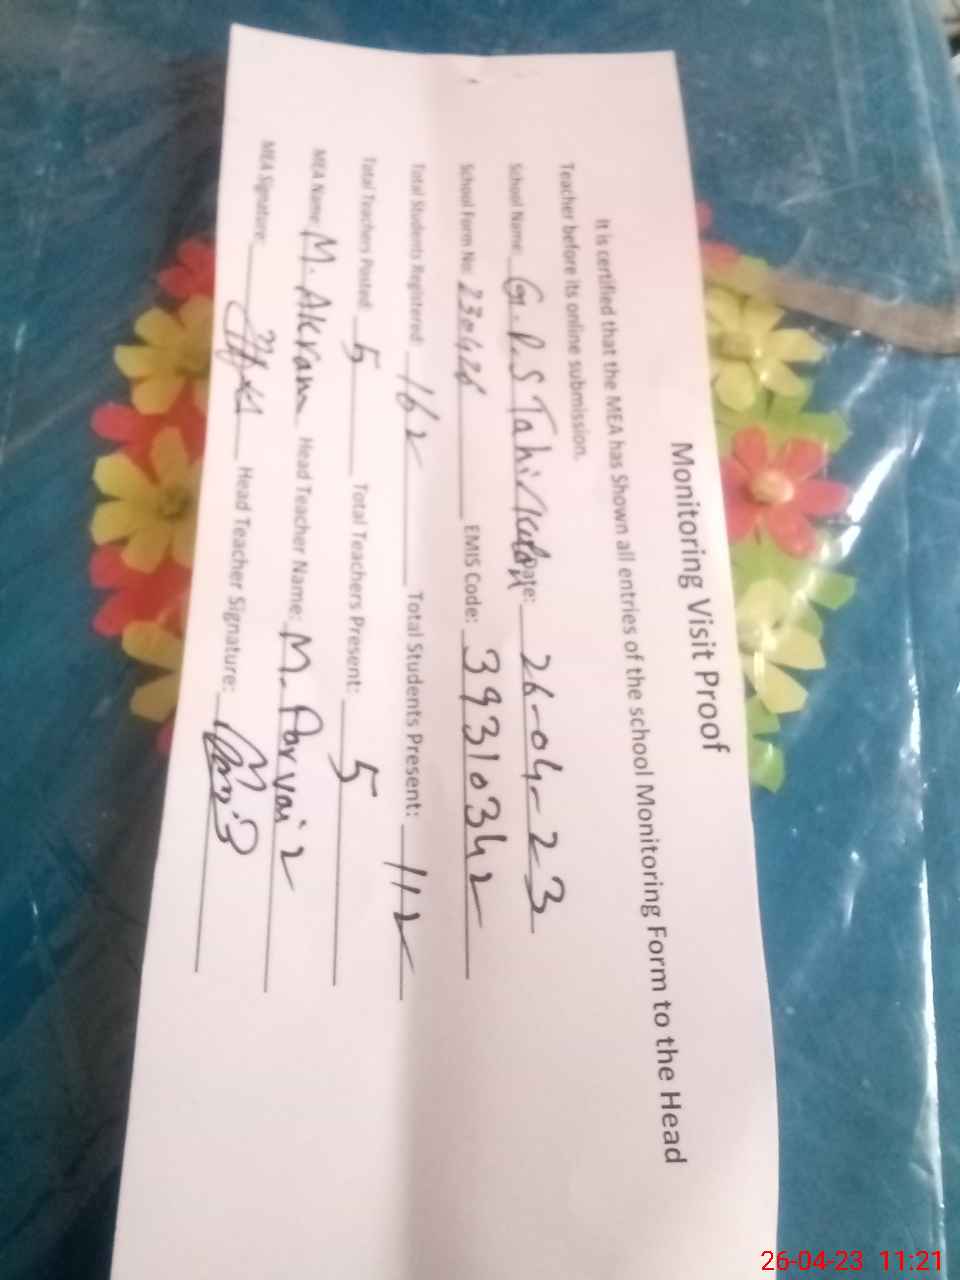 Monitoring Visit Proof
It is certified that the MEA has Shown all entries of the school Monitoring Form to the Head
Teacher before its online submission.
School Name: G.P.S Tahir Date: 26-04-23
School Form No: EMIS Code: 39310342
Total Students Registered: 162 Total Students Present: 112
Total Teachers Posted: 5 Total Teachers Present: 5
MEA Name: M. Akram Head Teacher Name: M. Parvaiz
MEA Signature: Head Teacher Signature:
26-04-23 11:21